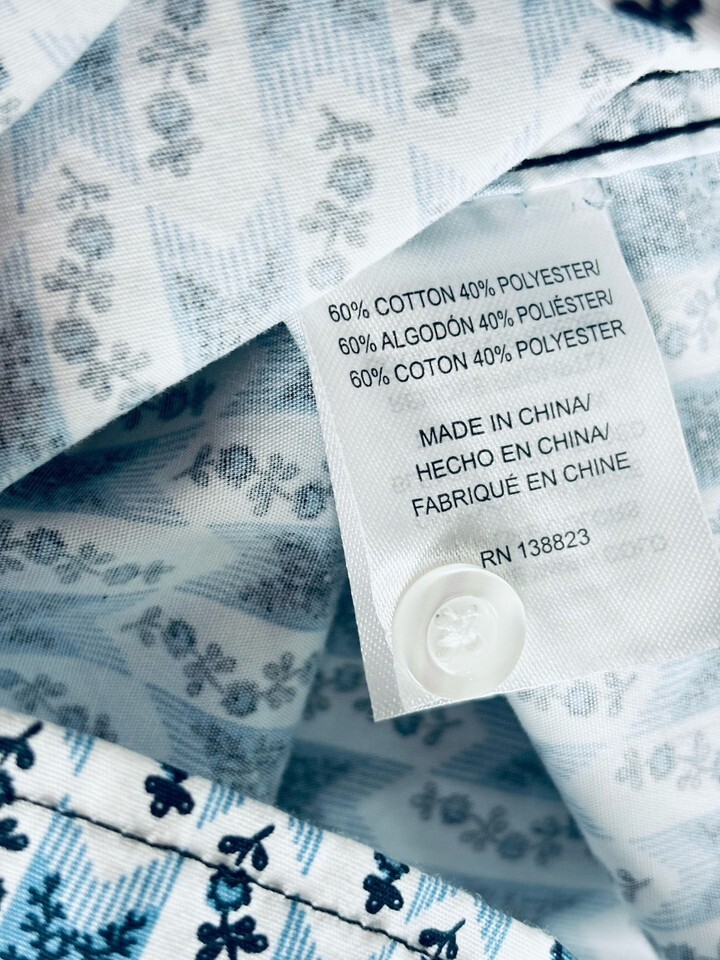 60% COTTON 40% POLYESTER/
60% ALGODÓN 40% POLIÉSTER/
60% COTON 40% POLYESTER
MADE IN CHINA/
HECHO EN CHINA/
FABRIQUÉ EN CHINE
RN 138823